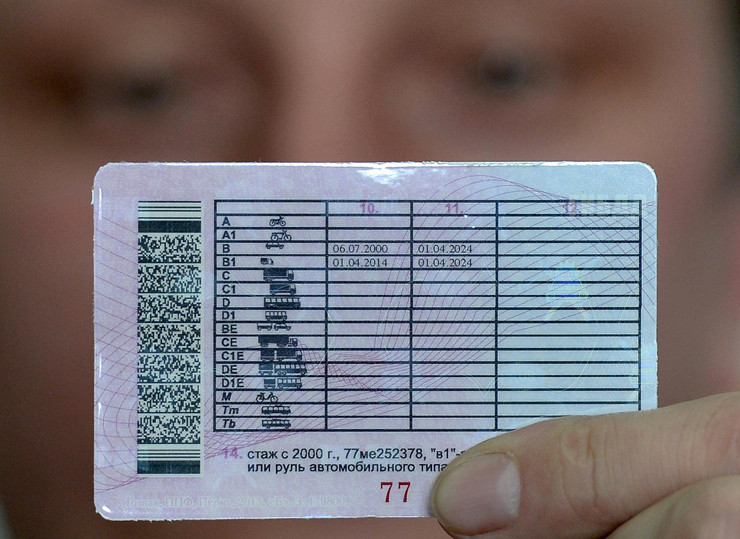 10. 11. 12.
A
A1
B 06.07.2000 01.04.2024
B1 01.04.2014 01.04.2024
C
C1
D
D1
BE
CE
C1E
DE
D1E
M
Tm
Tb
14. стаж с 2000 г., 77ме252378, "в1"-
или руль автомобильного типа
77